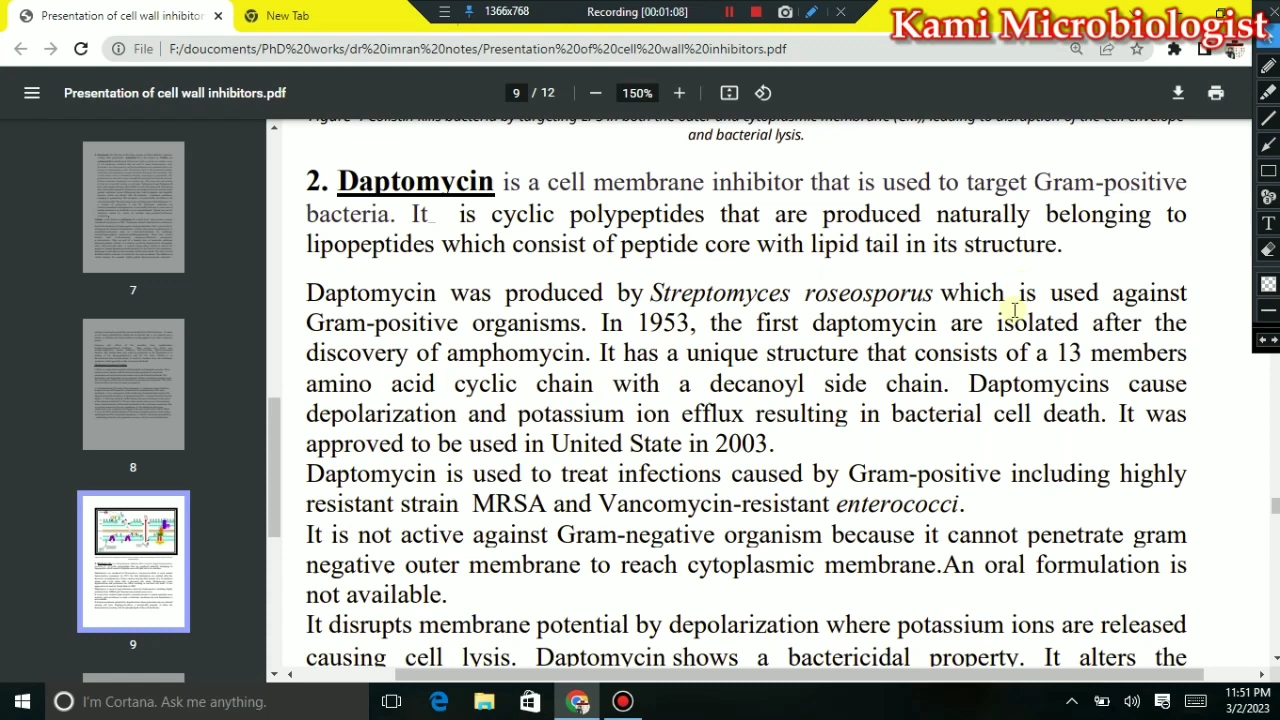 Presentation of cell wall inhibitor
New Tab
1366x768
Recording [00:01:08]
Kami Microbiologist
File
F:/doucoments/PhD%20works/dr%20imran%20notes/Presentation%20of%20cell%20wall%20inhibitors.pdf
Presentation of cell wall inhibitors.pdf
9 / 12
150%
and bacterial lysis.
2. Daptomycin is a cell membrane inhibitor that is used to target Gram-positive
bacteria. It is cyclic polypeptides that are produced naturally belonging to
lipopeptides which consist of peptide core with lipid tail in its structure.
Daptomycin was produced by Streptomyces roseosporus which is used against
Gram-positive organisms. In 1953, the first daptomycin are isolated after the
discovery of amphomycin. It has a unique structure that consists of a 13 members
amino acid cyclic chain with a decanoyl side chain. Daptomycins cause
depolarization and potassium ion efflux resulting in bacterial cell death. It was
approved to be used in United State in 2003.
Daptomycin is used to treat infections caused by Gram-positive including highly
resistant strain MRSA and Vancomycin-resistant enterococci.
It is not active against Gram-negative organism because it cannot penetrate gram
negative outer membrane to reach cytoplasmic membrane.An oral formulation is
not available.
It disrupts membrane potential by depolarization where potassium ions are released
causing cell lysis. Daptomycin shows a bactericidal property. It alters the
7
8
9
T
I'm Cortana. Ask me anything.
11:51 PM
3/2/2023